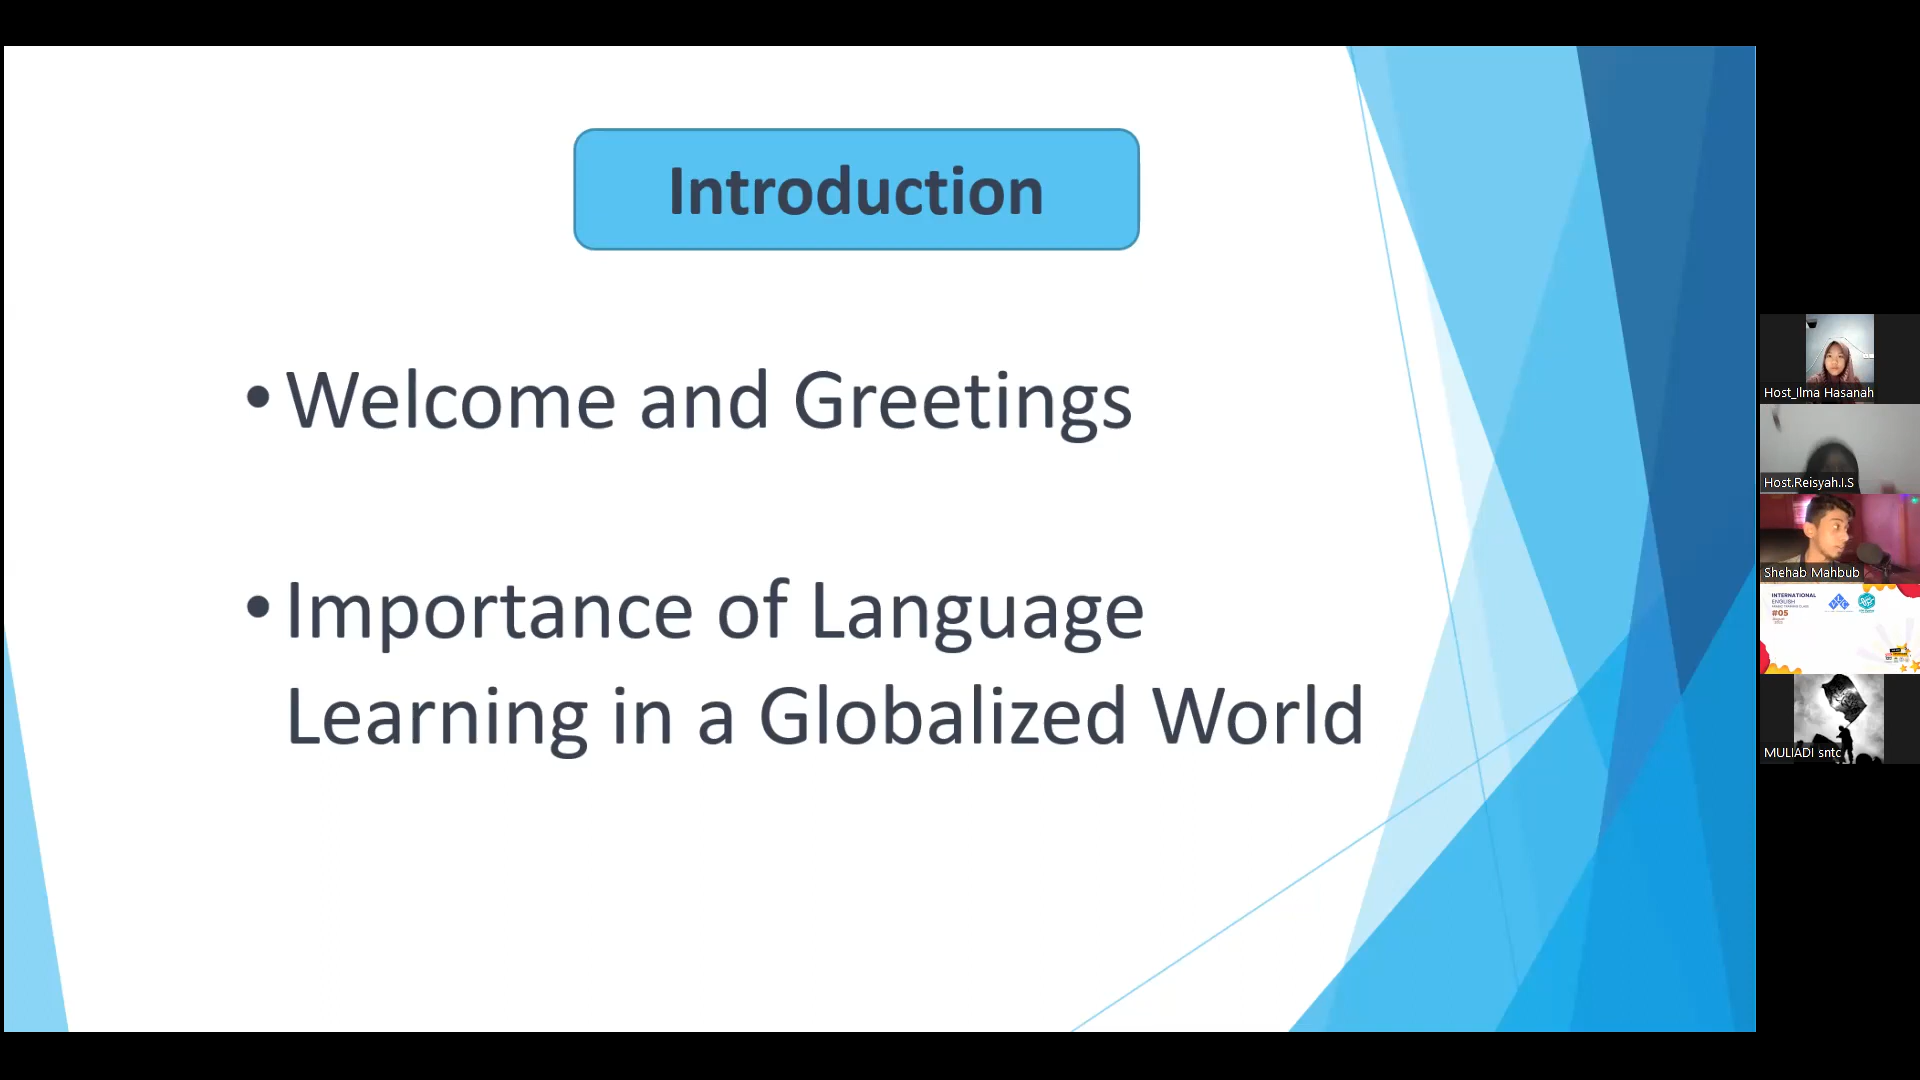 Introduction
• Welcome and Greetings
• Importance of Language
Learning in a Globalized World
Host_Ilma Hasanah
Host.Reisyah.I.S
Shehab Mahbub
INTERNATIONAL
ENGLISH
#05
MULIADI sntc